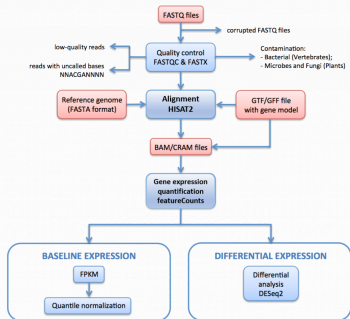 FASTQ files
corrupted FASTQ files
low-quality reads
reads with uncalled bases
NNACGANNNN
Quality control
FASTQC & FASTX
Contamination:
- Bacterial (Vertebrates);
- Microbes and Fungi (Plants)
Reference genome
(FASTA format)
Alignment
HISAT2
GTF/GFF file
with gene model
BAM/CRAM files
Gene expression
quantification
featureCounts
BASELINE EXPRESSION
FPKM
Quantile normalization
DIFFERENTIAL EXPRESSION
Differential
analysis
DESeq2